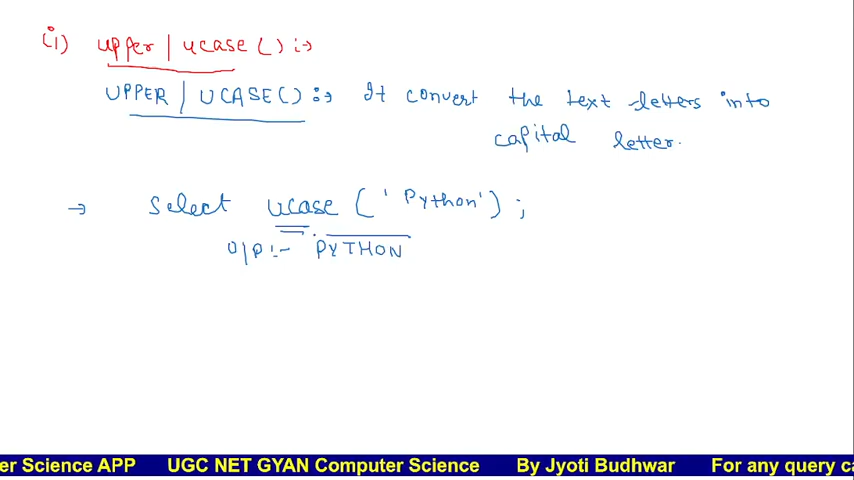 (i) upper | ucase () :→
UPPER | UCASE() :→ It convert the text letters into
capital letter.
→ Select ucase ('Python') ;
O/P :- PYTHON
er Science APP UGC NET GYAN Computer Science By Jyoti Budhwar For any query ca